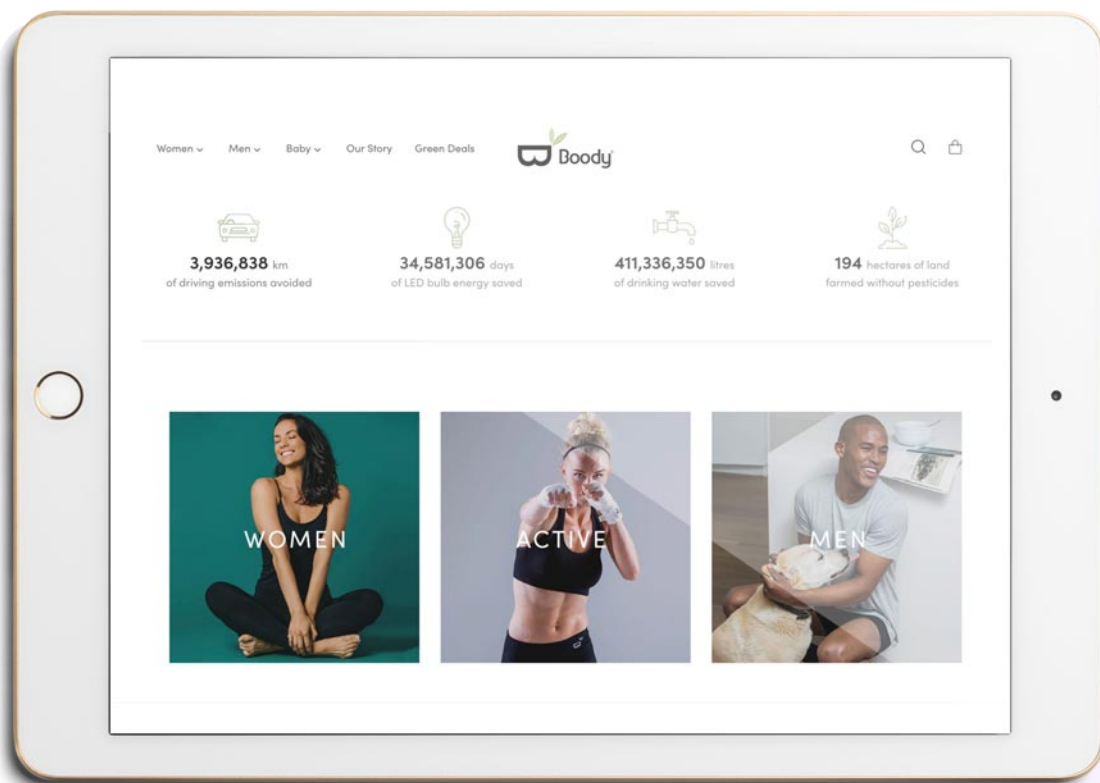 Women Men Baby Our Story Green Deals
Boody
3,936,838 km
of driving emissions avoided
34,581,306 days
of LED bulb energy saved
411,336,350 litres
of drinking water saved
194 hectares of land
farmed without pesticides
WOMEN
ACTIVE
MEN